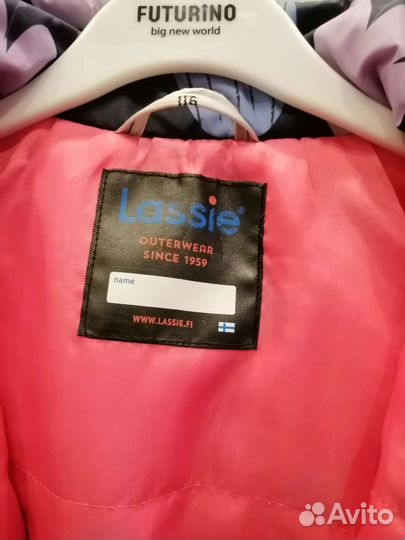 FUTURINO
big new world
116
Lassie®
OUTERWEAR
SINCE 1959
name
WWW.LASSIE.FI
Avito